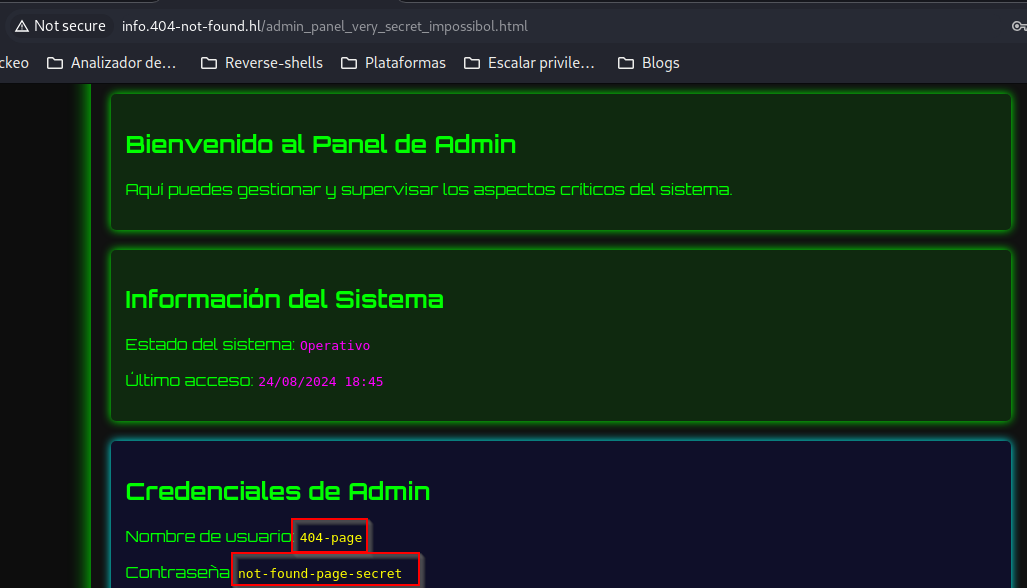 Not secure info.404-not-found.hl/admin_panel_very_secret_impossibol.html
ckeo Analizador de... Reverse-shells Plataformas Escalar privile... Blogs
Bienvenido al Panel de Admin
Aquí puedes gestionar y supervisar los aspectos críticos del sistema.
Información del Sistema
Estado del sistema: Operativo
Último acceso: 24/08/2024 18:45
Credenciales de Admin
Nombre de usuario 404-page
Contraseña not-found-page-secret